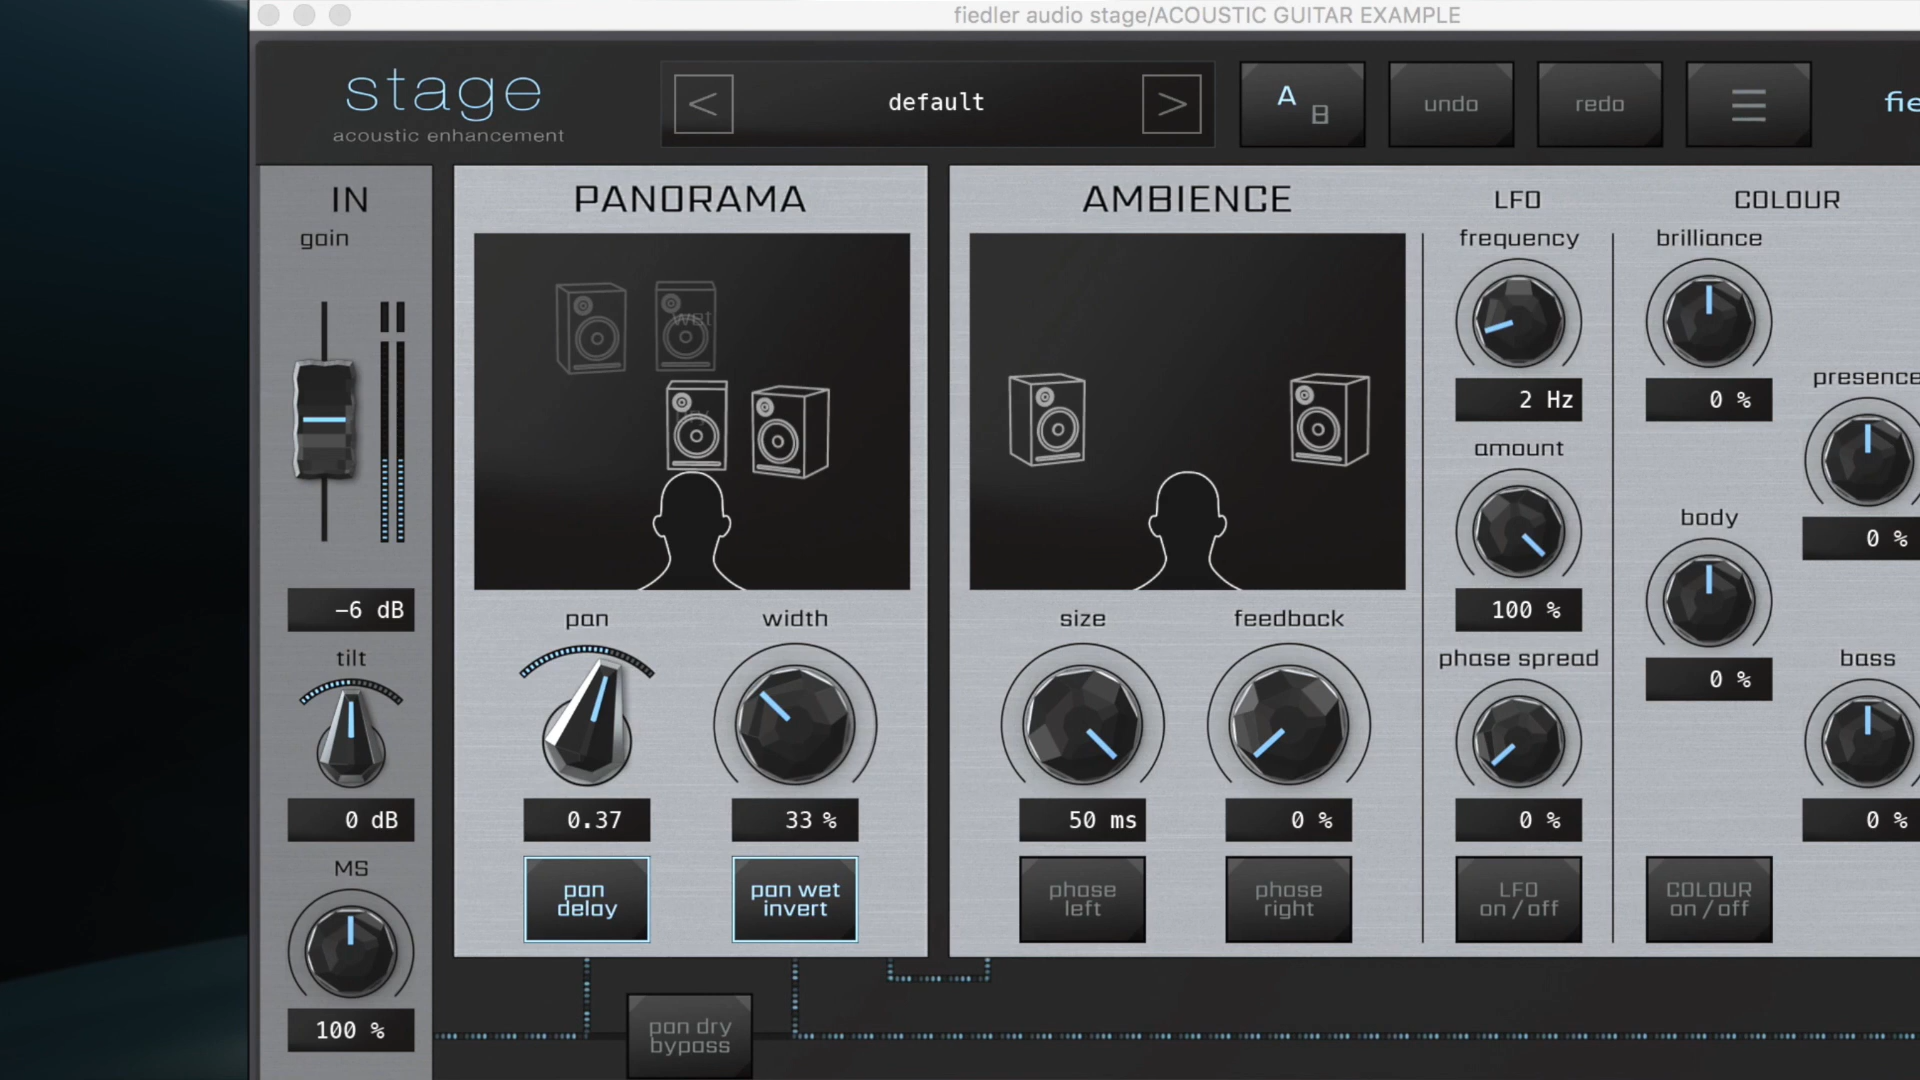 fiedler audio stage/ACOUSTIC GUITAR EXAMPLE
stage
acoustic enhancement
<
default
>
A
B
undo
redo
fie
IN
gain
-6 dB
tilt
0 dB
MS
100 %
PANORAMA
wet
pan
width
0.37
33 %
pan
delay
pan wet
invert
pan dry
bypass
AMBIENCE
size
feedback
50 ms
0 %
phase
left
phase
right
LFO
frequency
2 Hz
amount
100 %
phase spread
0 %
LFO
on / off
COLOUR
brilliance
0 %
presence
0 %
body
0 %
bass
0 %
COLOUR
on / off